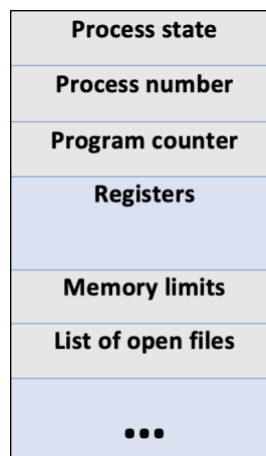 Process state
Process number
Program counter
Registers
Memory limits
List of open files
...